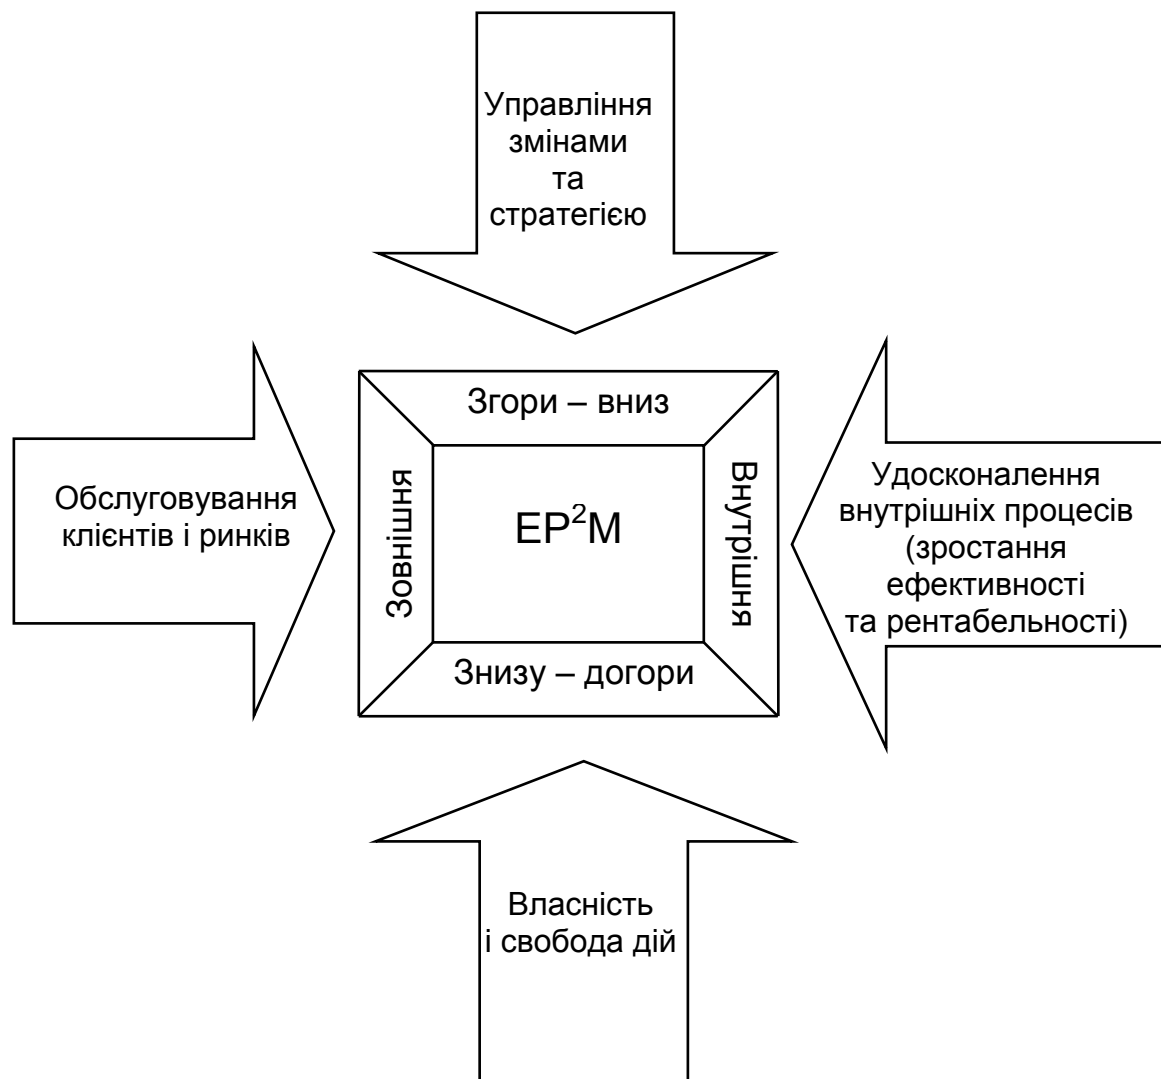 Управління
змінами
та
стратегією
Згори – вниз
Обслуговування
клієнтів і ринків
Зовнішня
EP²M
Внутрішня
Удосконалення
внутрішніх процесів
(зростання
ефективності
та рентабельності)
Знизу – догори
Власність
і свобода дій